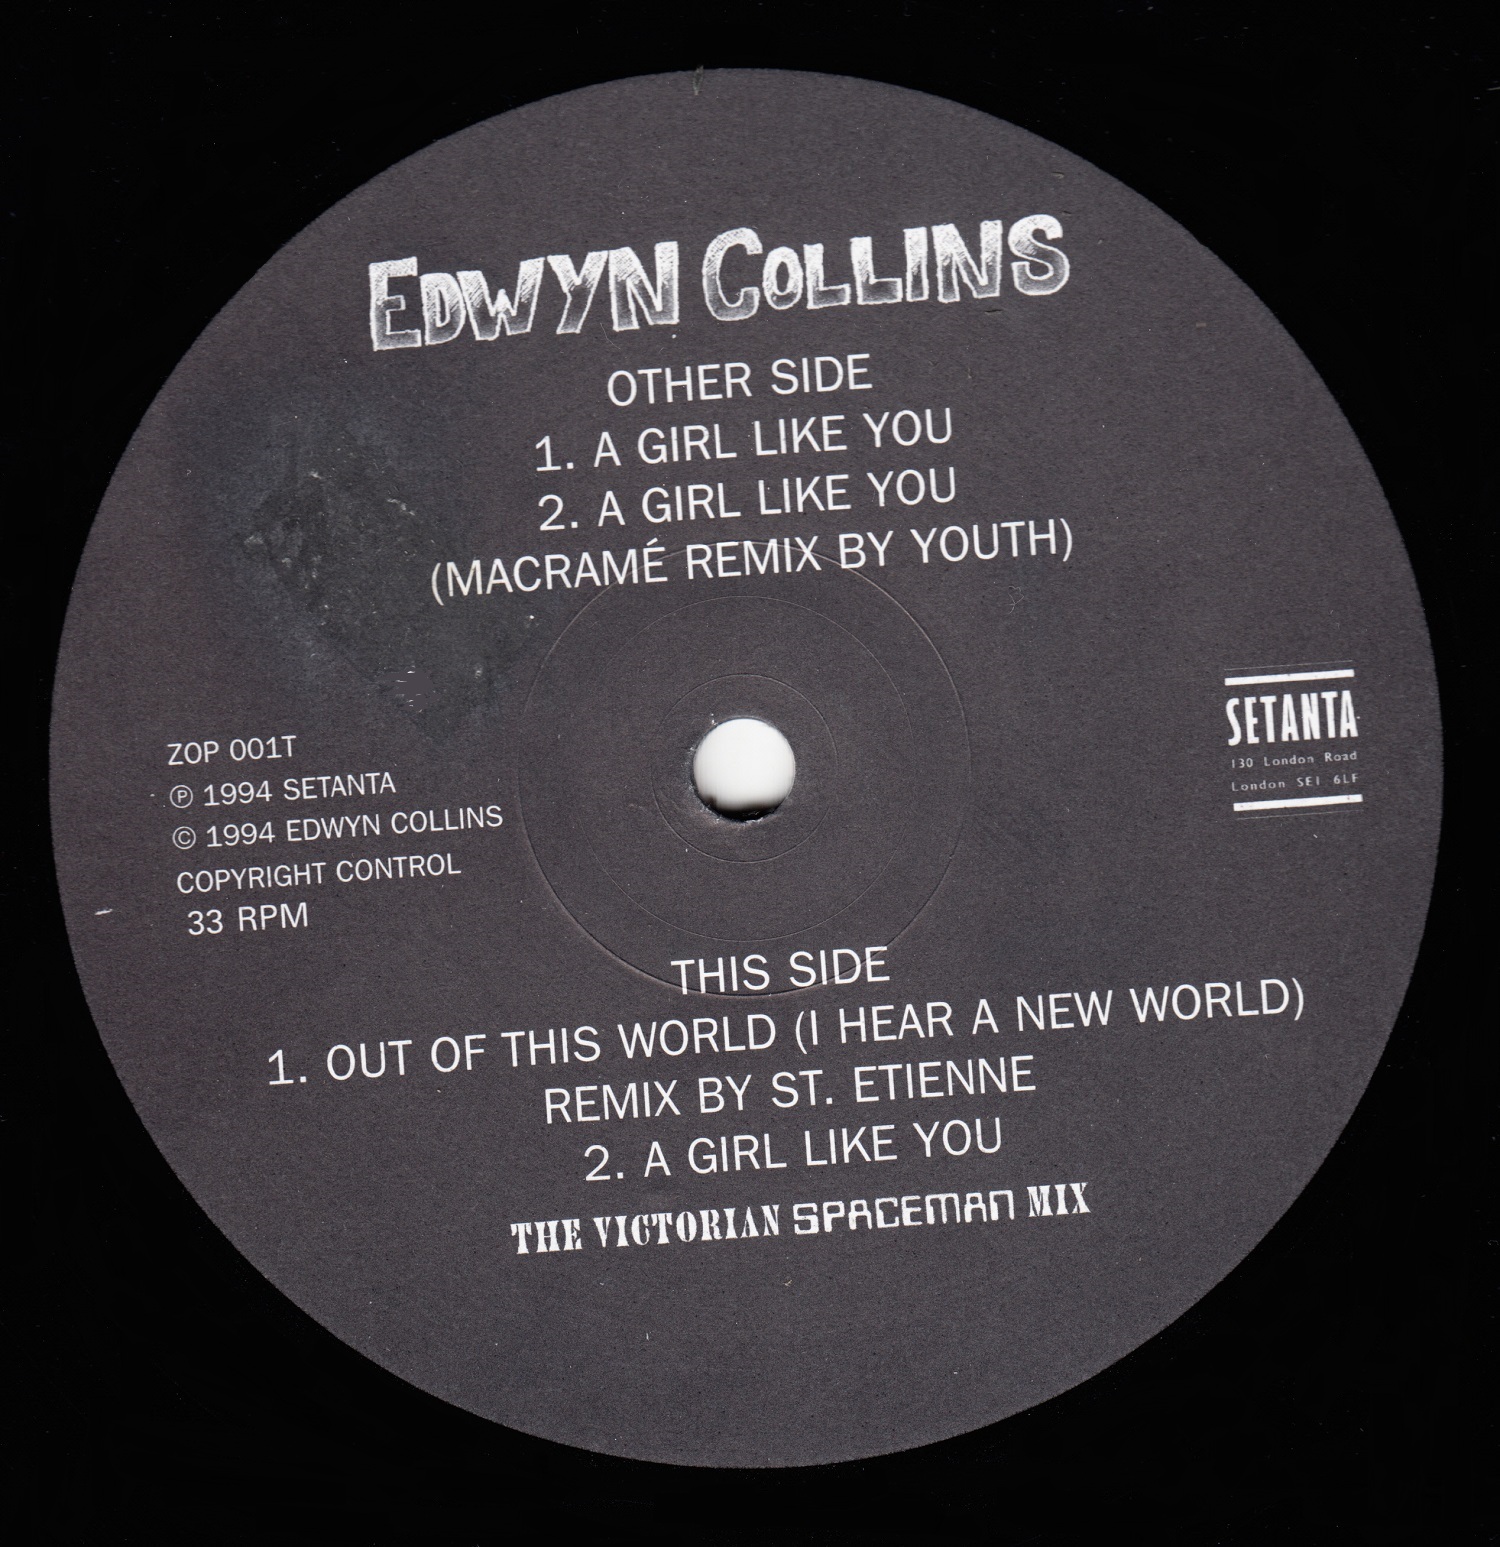 EDWYN COLLINS
OTHER SIDE
1. A GIRL LIKE YOU
2. A GIRL LIKE YOU
(MACRAMÉ REMIX BY YOUTH)
ZOP 001T
℗ 1994 SETANTA
© 1994 EDWYN COLLINS
COPYRIGHT CONTROL
33 RPM
SETANTA
130 London Road
London SE1 6LF
THIS SIDE
1. OUT OF THIS WORLD (I HEAR A NEW WORLD)
REMIX BY ST. ETIENNE
2. A GIRL LIKE YOU
THE VICTORIAN SPACEMAN MIX